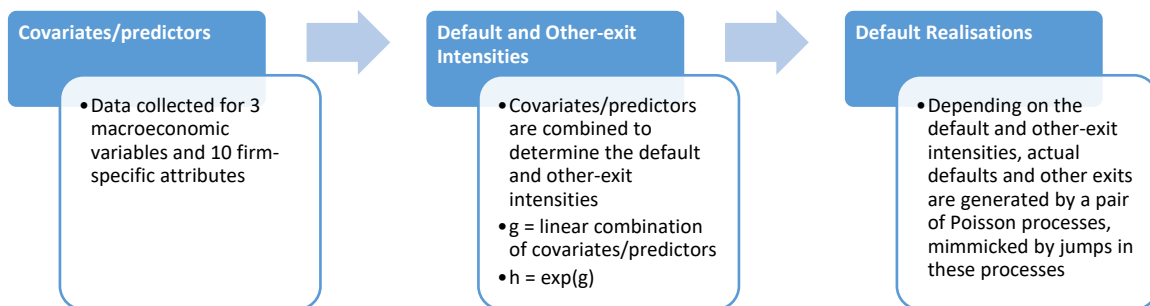 Covariates/predictors
•Data collected for 3
macroeconomic
variables and 10 firm-
specific attributes
Default and Other-exit
Intensities
•Covariates/predictors
are combined to
determine the default
and other-exit
intensities
•g = linear combination
of covariates/predictors
•h = exp(g)
Default Realisations
•Depending on the
default and other-exit
intensities, actual
defaults and other exits
are generated by a pair
of Poisson processes,
mimmicked by jumps in
these processes